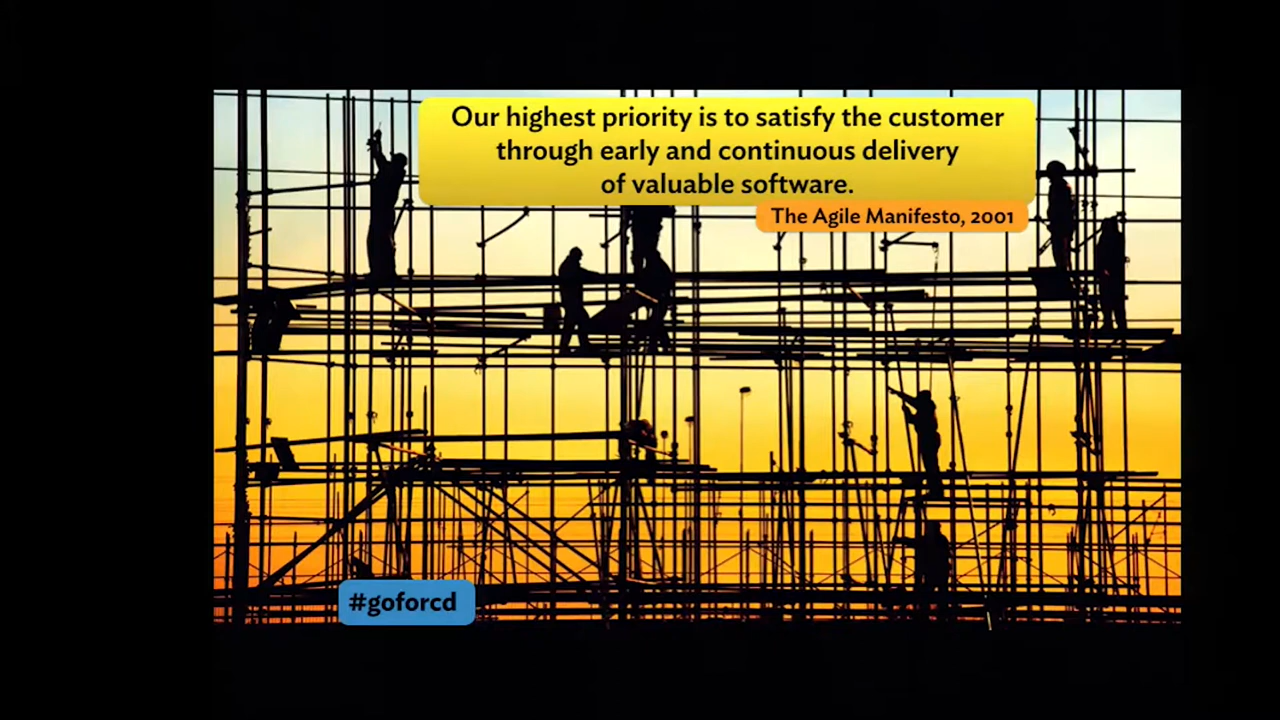 Our highest priority is to satisfy the customer
through early and continuous delivery
of valuable software.
The Agile Manifesto, 2001
#goforcd